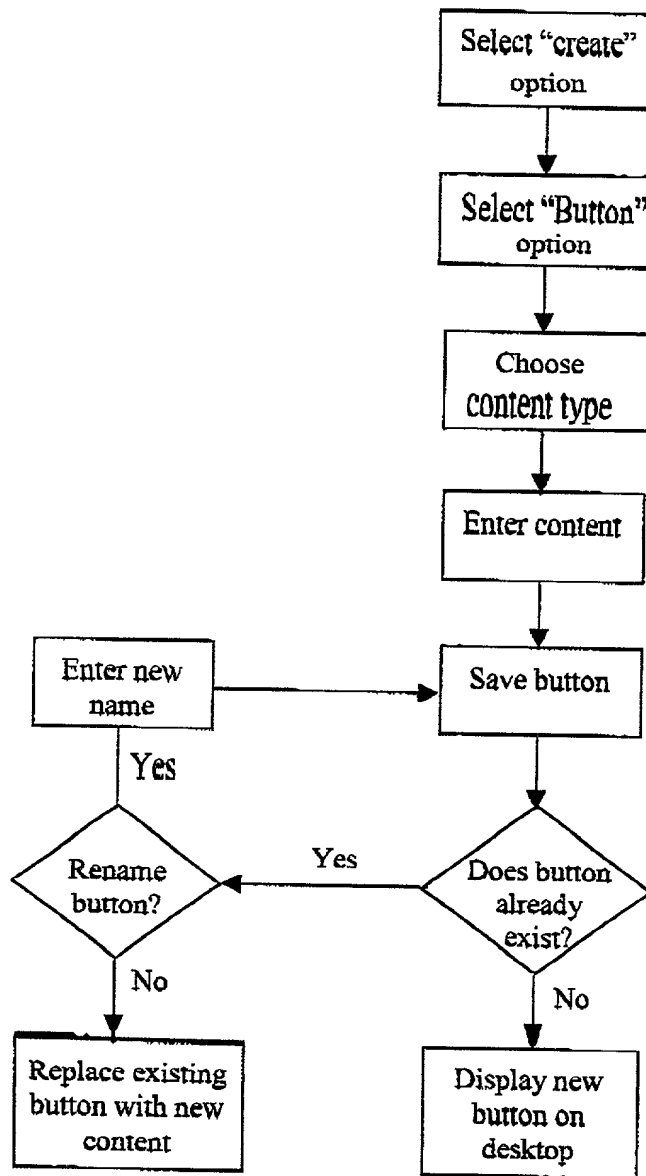 Select “create”
option
Select “Button”
option
Choose
content type
Enter content
Save button
Enter new
name
Yes
Rename
button?
Yes
Does button
already
exist?
No
No
Replace existing
button with new
content
Display new
button on
desktop